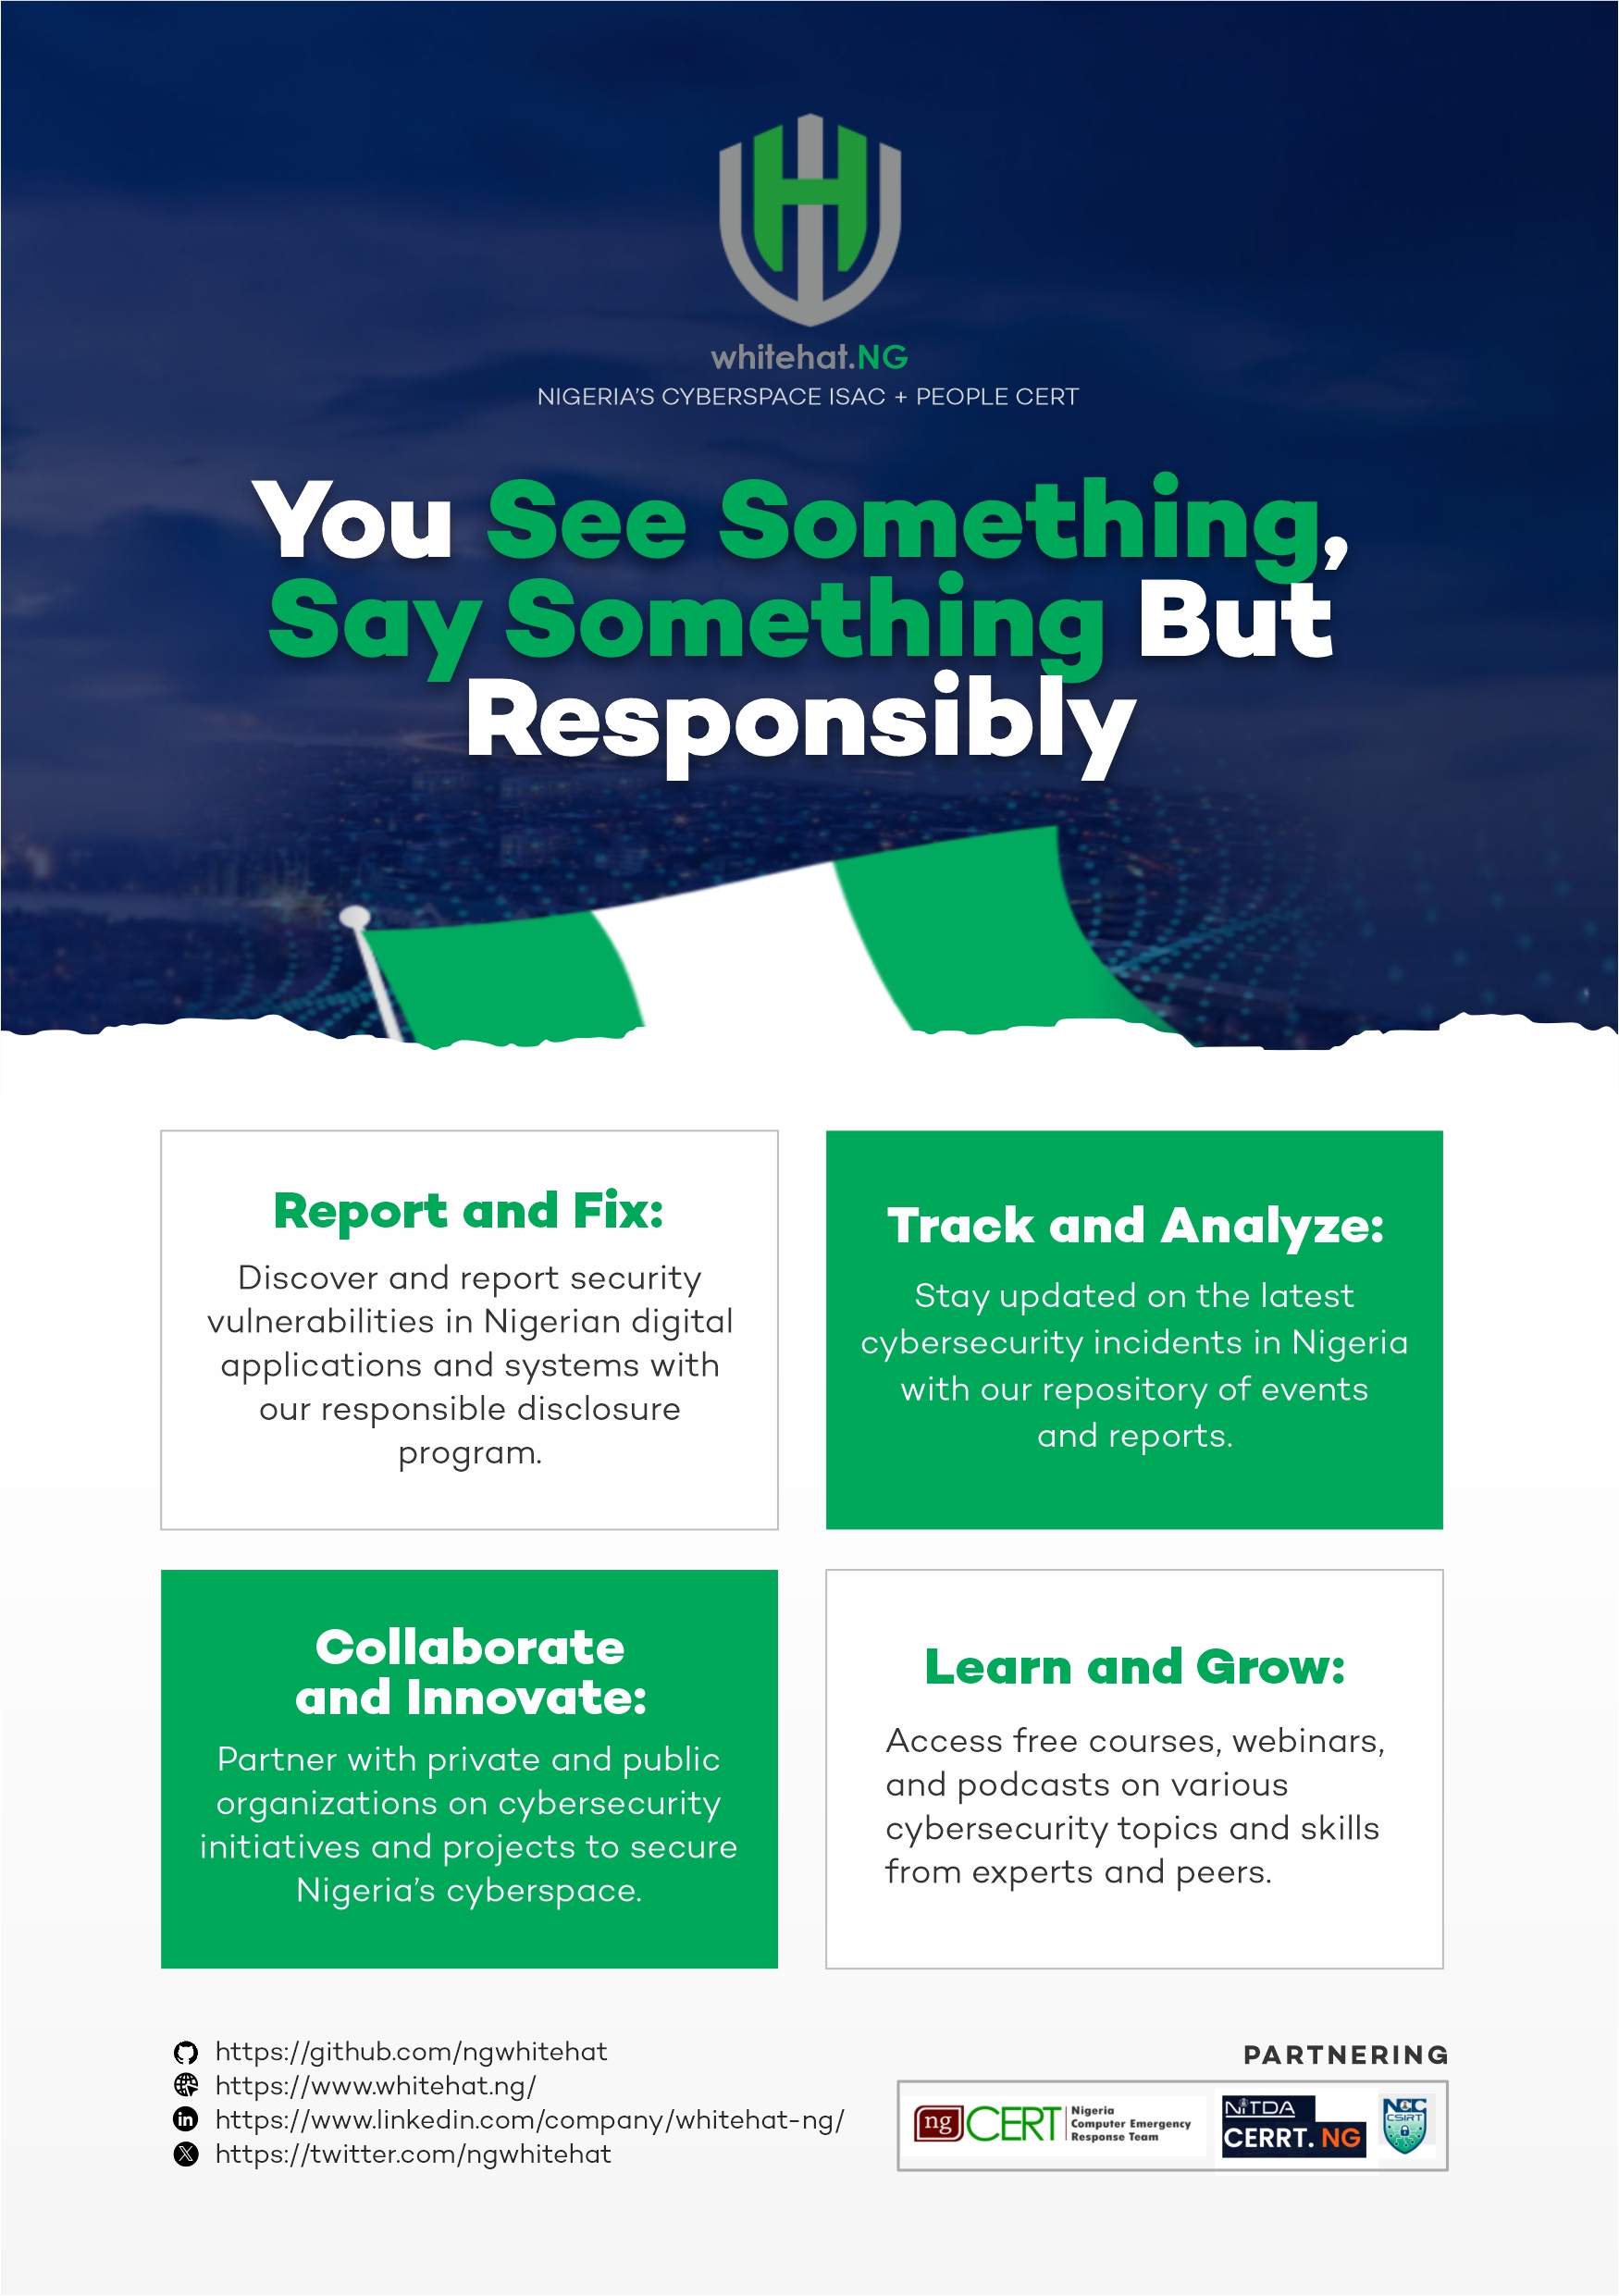 whitehat.NG
NIGERIA'S CYBERSPACE ISAC + PEOPLE CERT
You See Something,
Say Something But
Responsibly
Report and Fix:
Discover and report security
vulnerabilities in Nigerian digital
applications and systems with
our responsible disclosure
program.
Track and Analyze:
Stay updated on the latest
cybersecurity incidents in Nigeria
with our repository of events
and reports.
Collaborate
and Innovate:
Partner with private and public
organizations on cybersecurity
initiatives and projects to secure
Nigeria's cyberspace.
Learn and Grow:
Access free courses, webinars,
and podcasts on various
cybersecurity topics and skills
from experts and peers.
https://github.com/ngwhitehat
https://www.whitehat.ng/
https://www.linkedin.com/company/whitehat-ng/
https://twitter.com/ngwhitehat
PARTNERING
ng CERT
Nigeria
Computer Emergency
Response Team
NiTDA
CERRT. NG
NCC
CSIRT